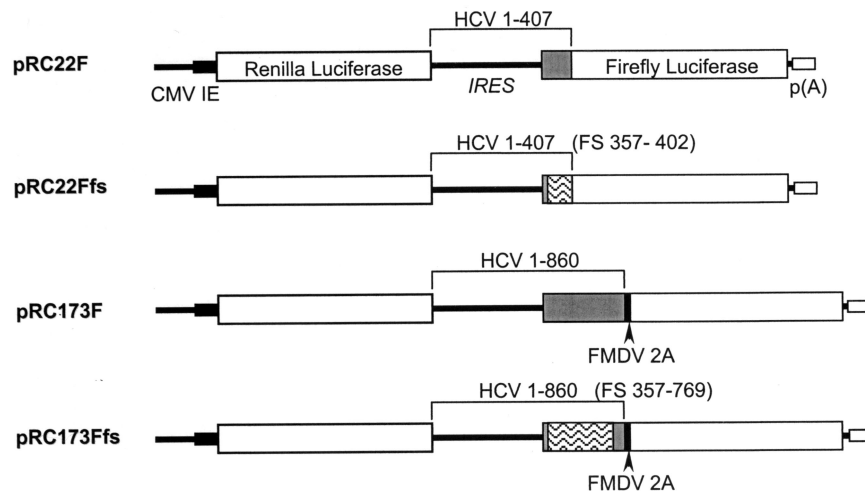 HCV 1-407
pRC22F
Renilla Luciferase
Firefly Luciferase
CMV IE
IRES
p(A)
HCV 1-407 (FS 357- 402)
pRC22Ffs
HCV 1-860
pRC173F
FMDV 2A
HCV 1-860 (FS 357-769)
pRC173Ffs
FMDV 2A